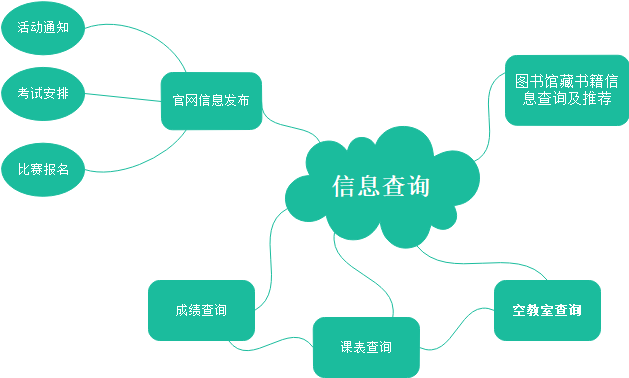 活动通知
考试安排
比赛报名
官网信息发布
图书馆藏书籍信
息查询及推荐
信息查询
成绩查询
课表查询
空教室查询